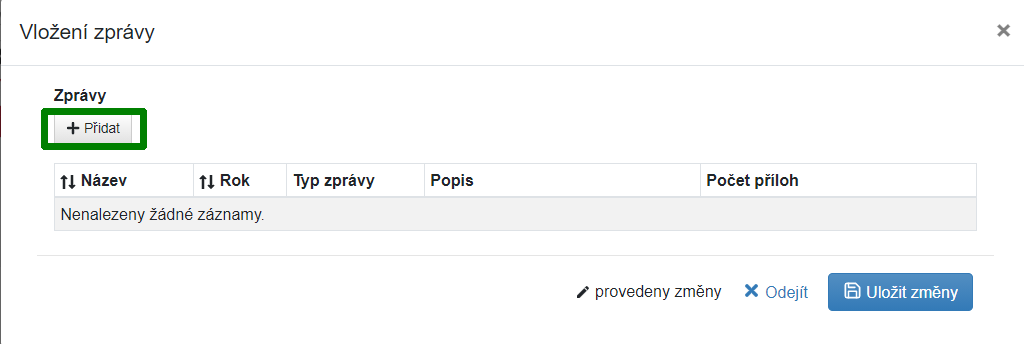 Vložení zprávy
Zprávy
Přidat
Název Rok Typ zprávy Popis Počet příloh
Nenalezeny žádné záznamy.
provedeny změny Odejít Uložit změny